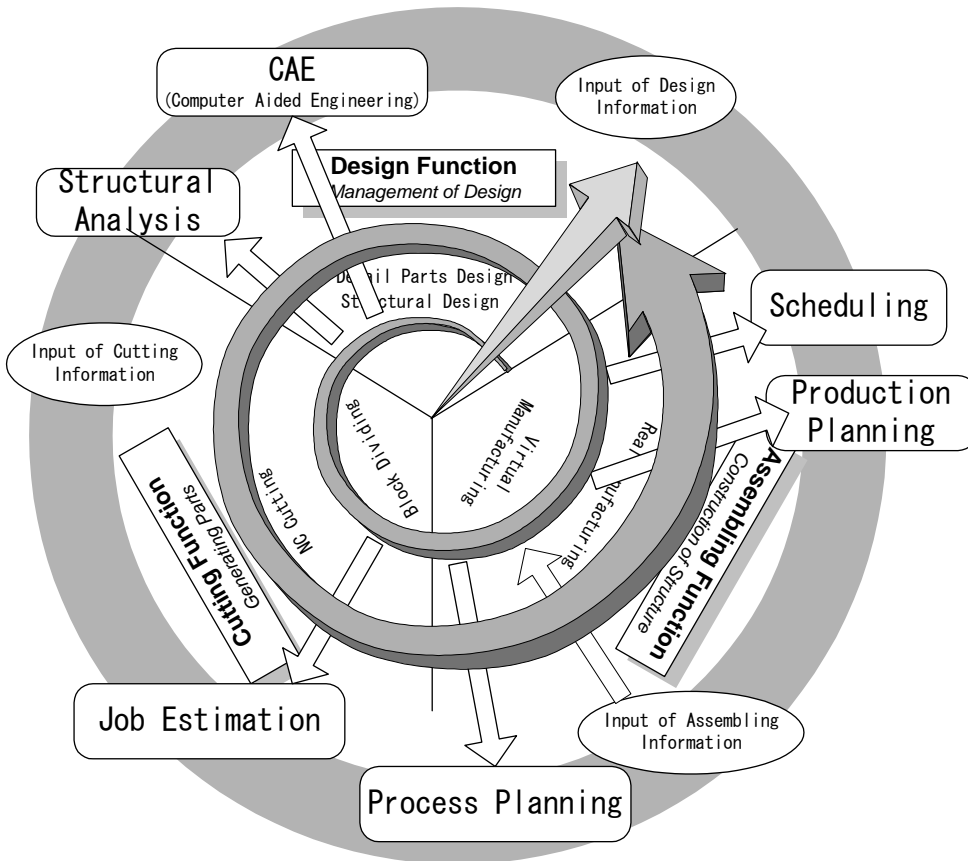 CAE
(Computer Aided Engineering)
Input of Design
Information
Design Function
Management of Design
Structural
Analysis
Detail Parts Design
Structural Design
Scheduling
Input of Cutting
Information
Production
Planning
Block Dividing
Virtual
Manufacturing
Real
NC Cutting
Cutting Function
Generating Parts
Assembling Function
Construction of Structure
Job Estimation
Input of Assembling
Information
Process Planning